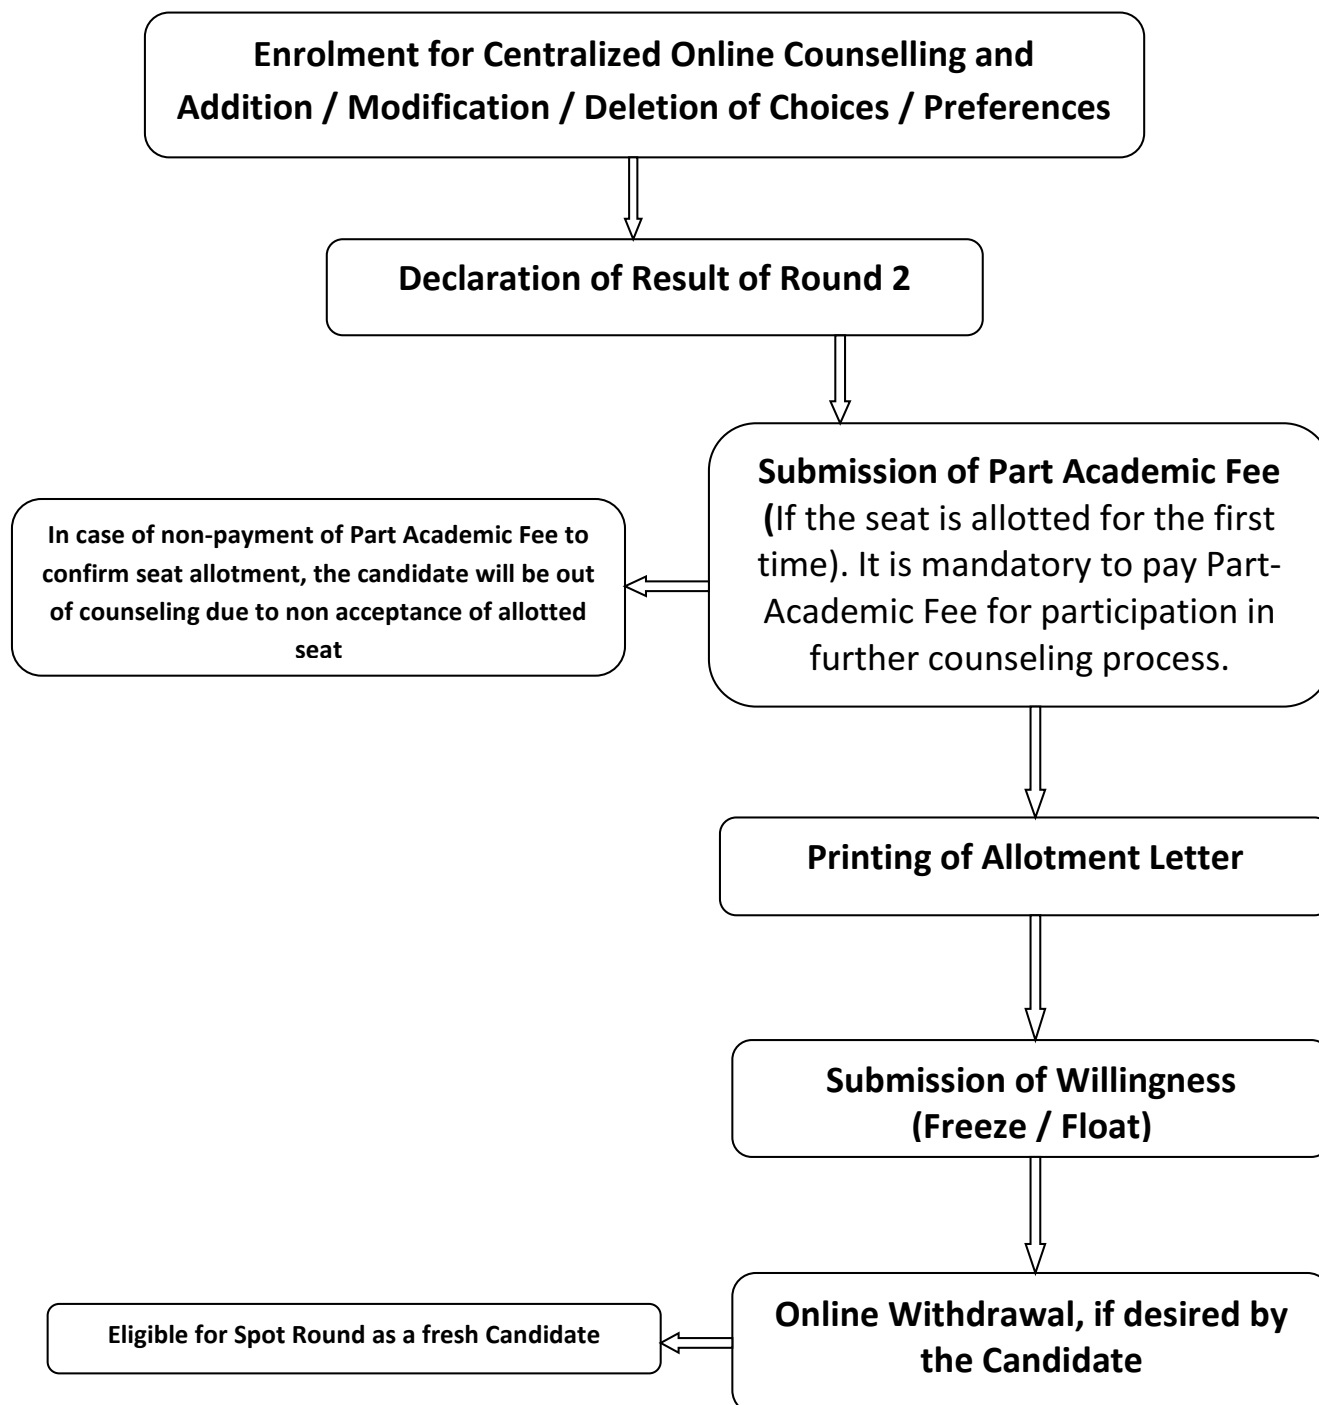 Enrolment for Centralized Online Counselling and
Addition / Modification / Deletion of Choices / Preferences
Declaration of Result of Round 2
Submission of Part Academic Fee
(If the seat is allotted for the first
time). It is mandatory to pay Part-
Academic Fee for participation in
further counseling process.
In case of non-payment of Part Academic Fee to
confirm seat allotment, the candidate will be out
of counseling due to non acceptance of allotted
seat
Printing of Allotment Letter
Submission of Willingness
(Freeze / Float)
Online Withdrawal, if desired by
the Candidate
Eligible for Spot Round as a fresh Candidate